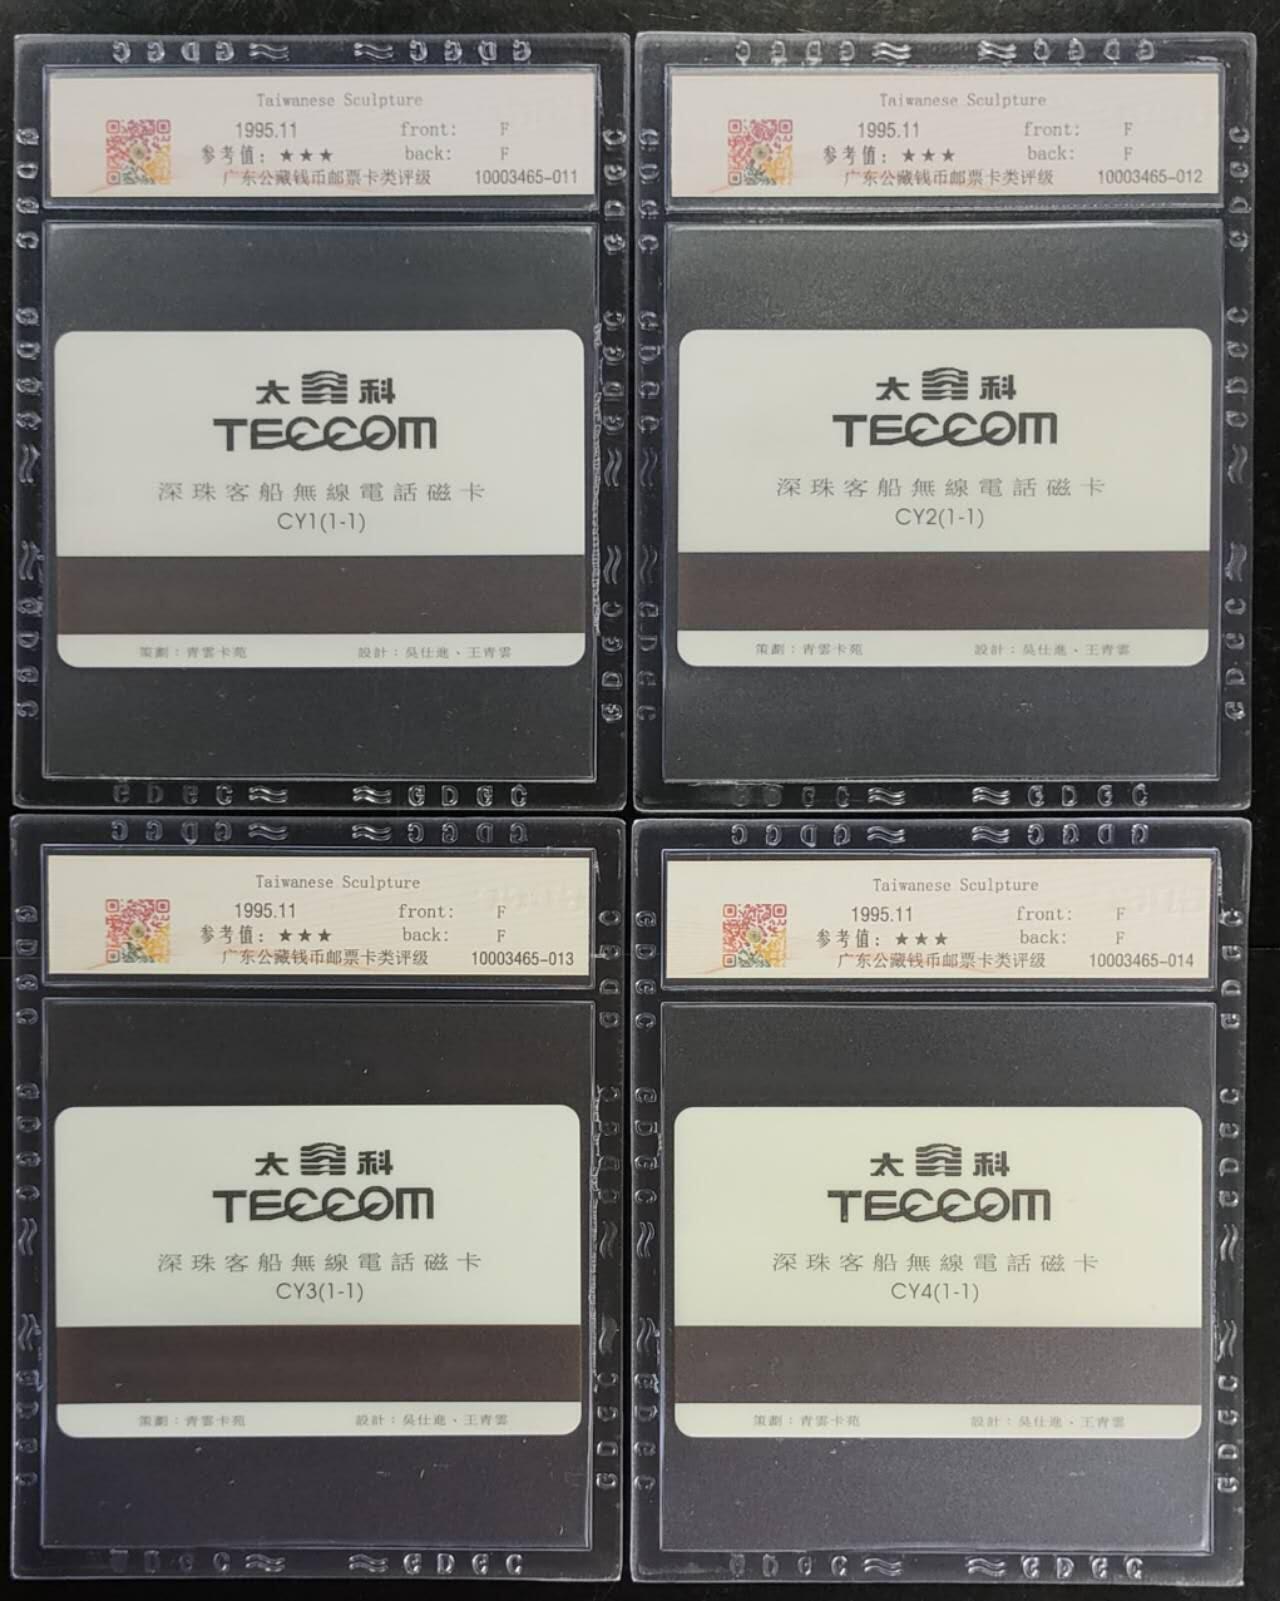 Taiwanese Sculpture
1995.11 front: F
参考值：★★★ back: F
广东公藏钱币邮票卡类评级 10003465-011
太 科
TECCOM
深珠客船無線電話磁卡
CY1(1-1)
策劃：青雲卡苑 設計：吳仕進、王青雲
Taiwanese Sculpture
1995.11 front: F
参考值：★★★ back: F
广东公藏钱币邮票卡类评级 10003465-012
太 科
TECCOM
深珠客船無線電話磁卡
CY2(1-1)
策劃：青雲卡苑 設計：吳仕進、王青雲
Taiwanese Sculpture
1995.11 front: F
参考值：★★★ back: F
广东公藏钱币邮票卡类评级 10003465-013
太 科
TECCOM
深珠客船無線電話磁卡
CY3(1-1)
策劃：青雲卡苑 設計：吳仕進、王青雲
Taiwanese Sculpture
1995.11 front: F
参考值：★★★ back: F
广东公藏钱币邮票卡类评级 10003465-014
太 科
TECCOM
深珠客船無線電話磁卡
CY4(1-1)
策劃：青雲卡苑 設計：吳仕進、王青雲